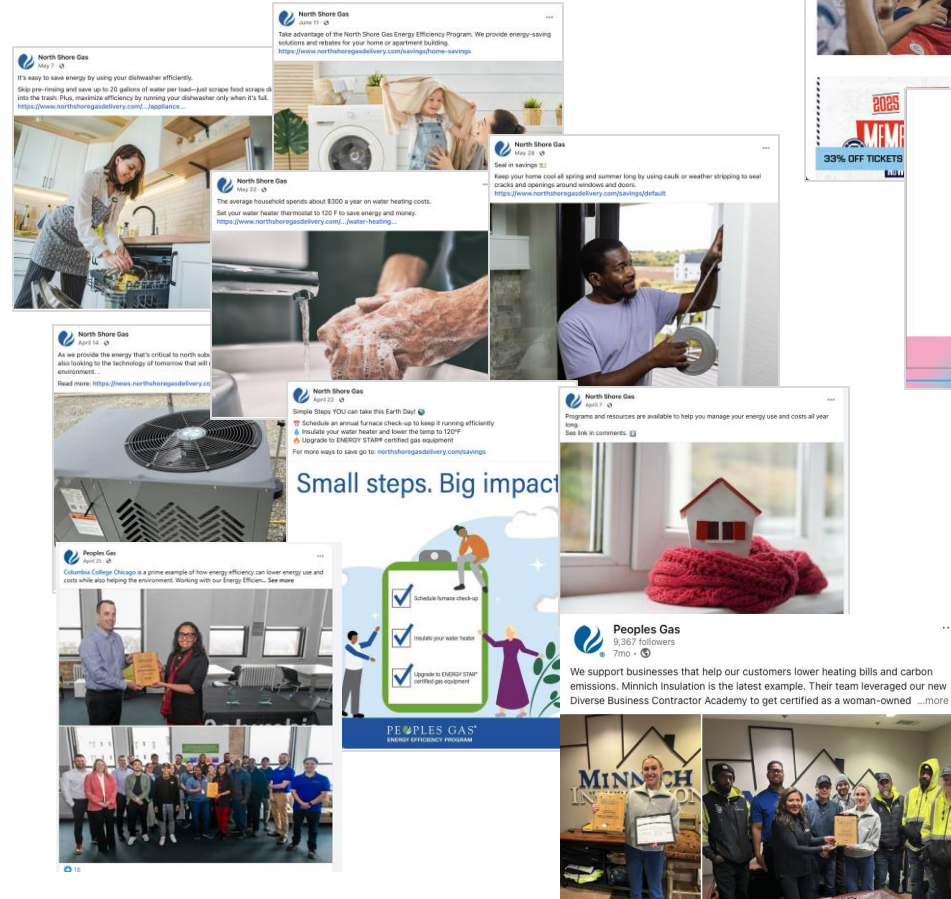 North Shore Gas
June 11
Take advantage of the North Shore Gas Energy Efficiency Program. We provide energy-saving
solutions and rebates for your home or apartment building.
https://www.northshoregasdelivery.com/savings/home-savings
North Shore Gas
May 7
It's easy to save energy by using your dishwasher efficiently.
Skip pre-rinsing and save up to 20 gallons of water per load—just scrape food scraps di
into the trash. Plus, maximize efficiency by running your dishwasher only when it's full.
https://www.northshoregasdelivery.com/.../appliance...
2025
33% OFF TICKETS
North Shore Gas
May 28
Seal in savings
Keep your home cool all spring and summer long by using caulk or weather stripping to seal
cracks and openings around windows and doors.
https://www.northshoregasdelivery.com/savings/default
North Shore Gas
May 22
The average household spends about $300 a year on water heating costs.
Set your water heater thermostat to 120 F to save energy and money.
https://www.northshoregasdelivery.com/.../water-heating...
North Shore Gas
April 14
As we provide the energy that's critical to north subu
also looking to the technology of tomorrow that will
environment. .
Read more: https://news.northshoregasdelivery.co
North Shore Gas
April 22
Simple Steps YOU can take this Earth Day!
Schedule an annual furnace check-up to keep it running efficiently
Insulate your water heater and lower the temp to 120°F
Upgrade to ENERGY STAR® certified gas equipment
For more ways to save go to: northshoregasdelivery.com/savings
Small steps. Big impact
Schedule furnace check-up
Insulate your water heater
Upgrade to ENERGY STAR®
certified gas equipment
PEOPLES GAS®
ENERGY EFFICIENCY PROGRAM
North Shore Gas
April 7
Programs and resources are available to help you manage your energy use and costs all year
long.
See link in comments.
Peoples Gas
April 25
Columbia College Chicago is a prime example of how energy efficiency can lower energy use and
costs while also helping the environment. Working with our Energy Efficien... See more
18
Peoples Gas
9,367 followers
7mo
We support businesses that help our customers lower heating bills and carbon
emissions. Minnich Insulation is the latest example. Their team leveraged our new
Diverse Business Contractor Academy to get certified as a woman-owned ...more
MINNICH